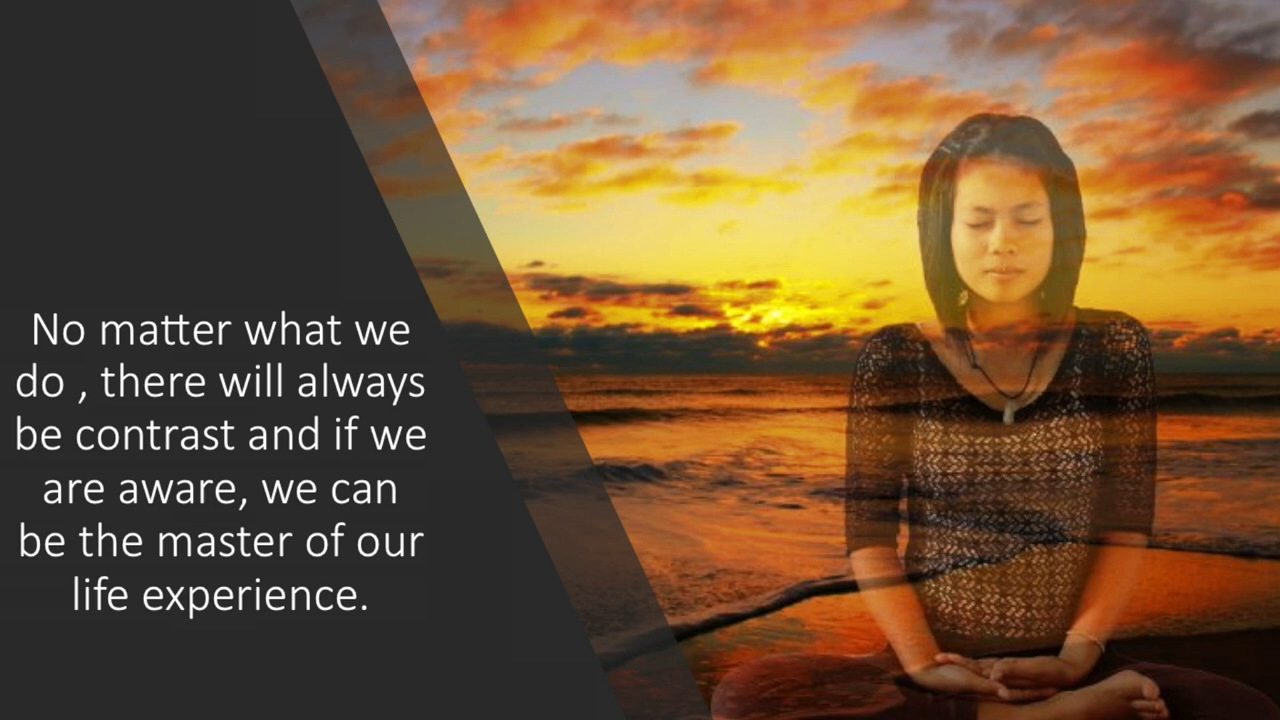 No matter what we
do , there will always
be contrast and if we
are aware, we can
be the master of our
life experience.